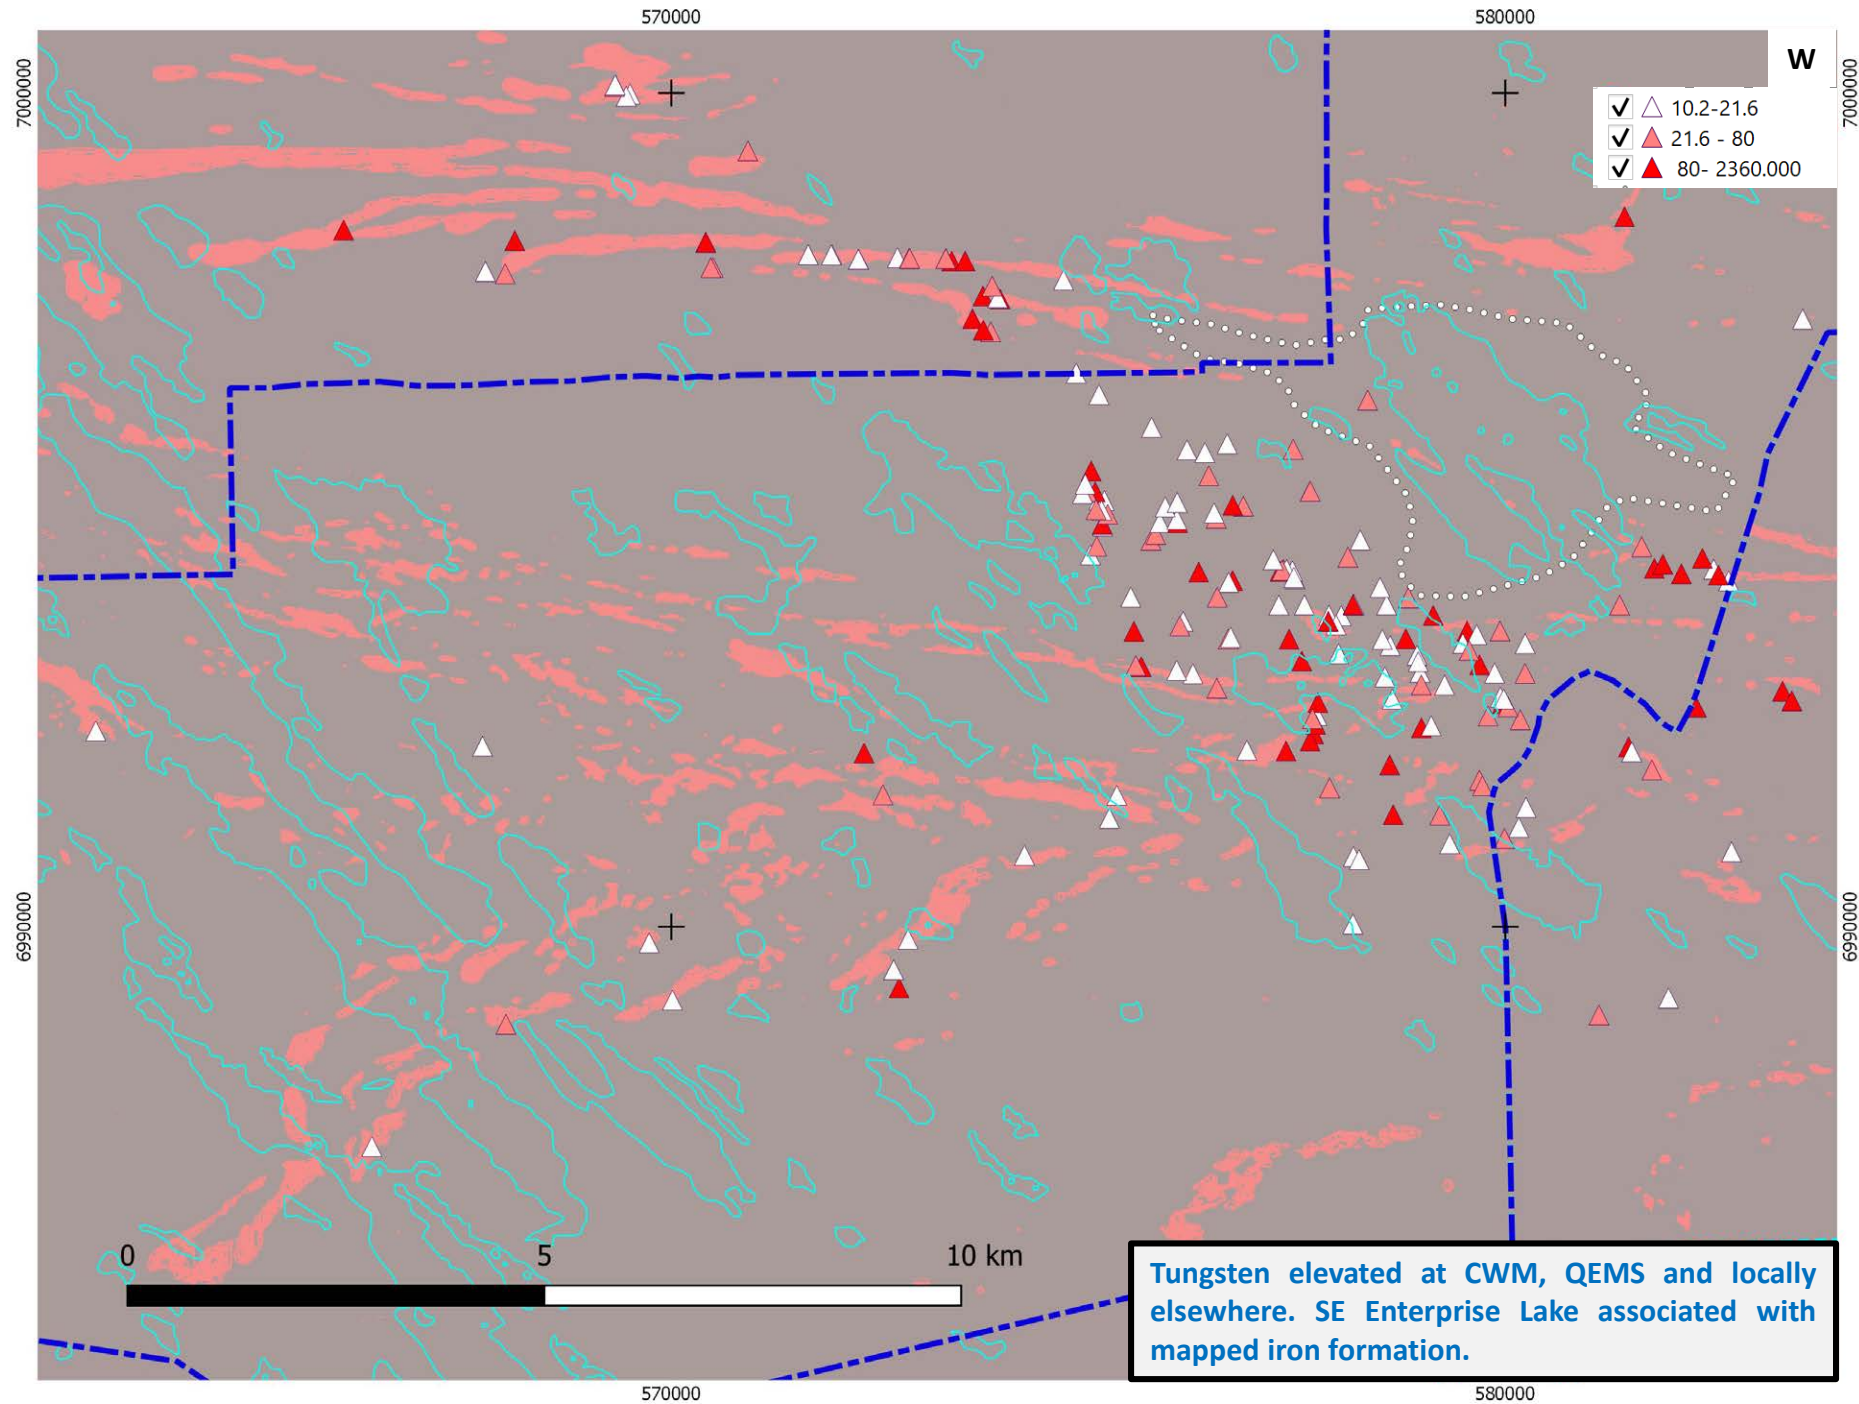 570000 580000
W
7000000 7000000
10.2-21.6
21.6 - 80
80- 2360.000
6990000 6990000
0 5 10 km
Tungsten elevated at CWM, QEMS and locally
elsewhere. SE Enterprise Lake associated with
mapped iron formation.
570000 580000